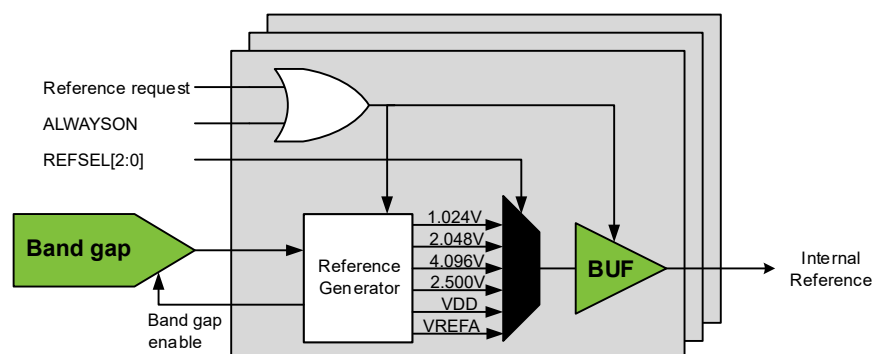 Reference request
ALWAYSON
REFSEL[2:0]
Band gap
Band gap
enable
Reference
Generator
1.024V
2.048V
4.096V
2.500V
VDD
VREFA
BUF
Internal
Reference